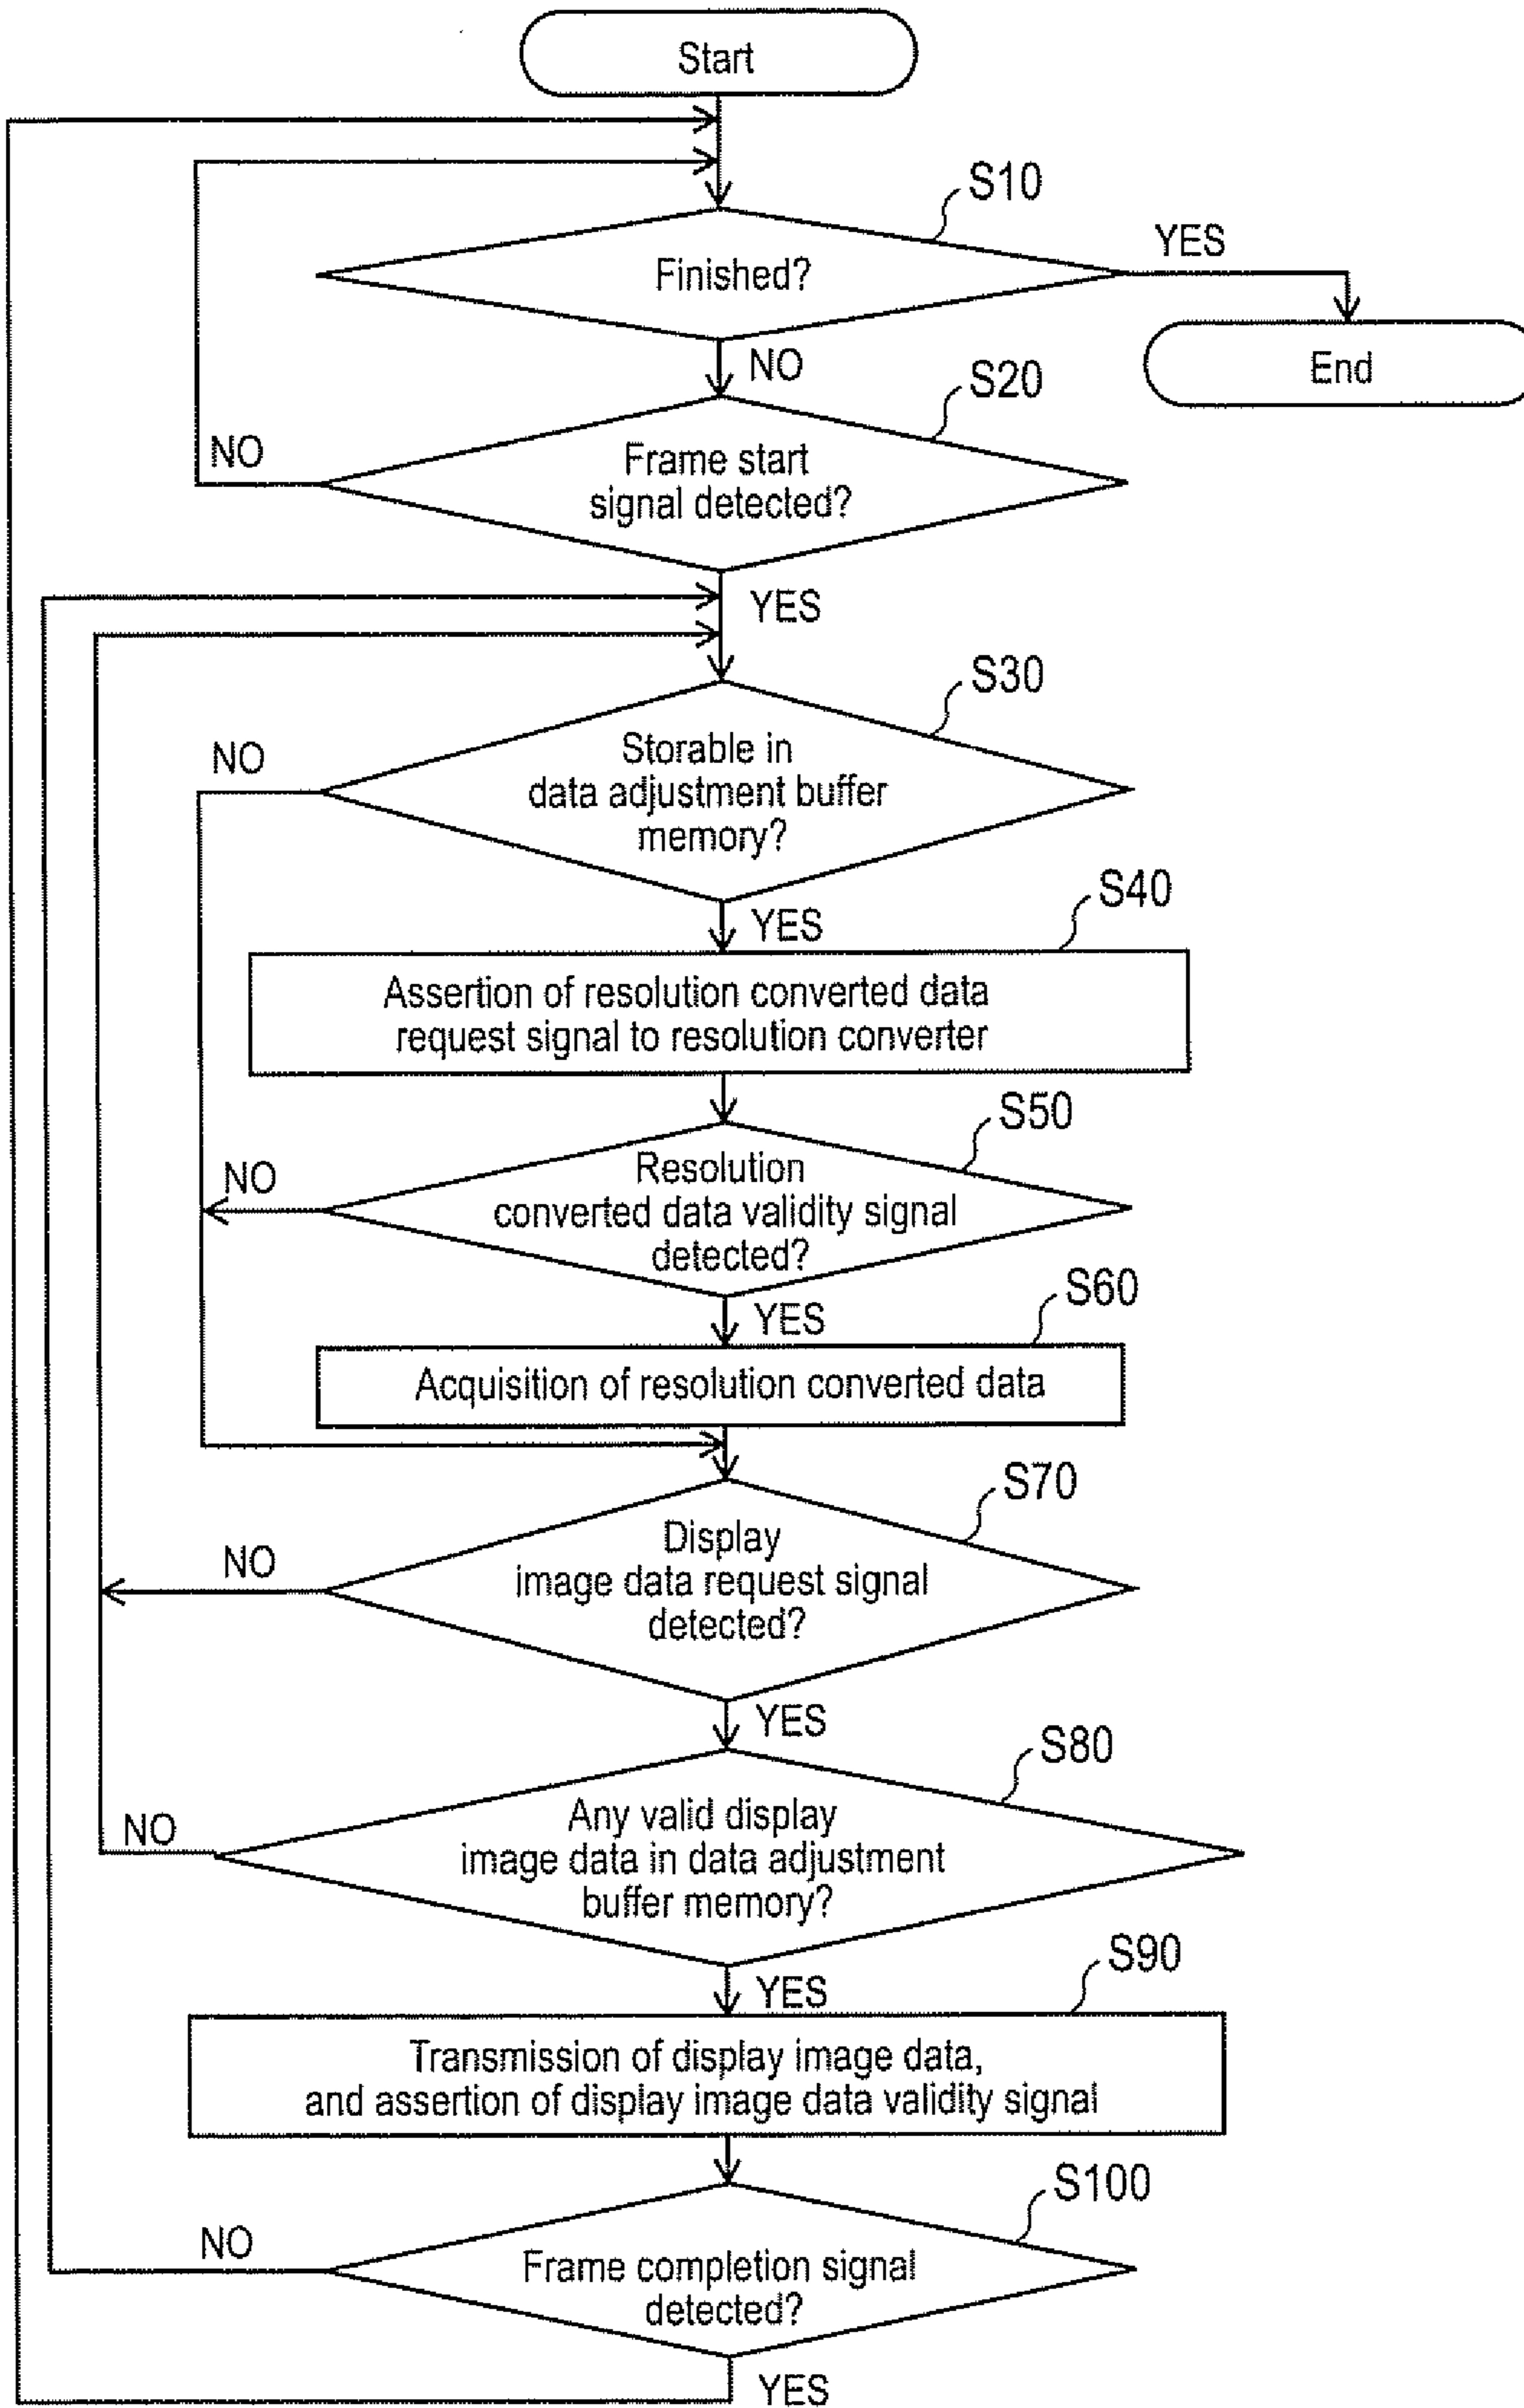 Start
S10
YES
Finished?
End
NO
S20
NO
Frame start
signal detected?
YES
S30
NO
Storable in
data adjustment buffer
memory?
S40
YES
Assertion of resolution converted data
request signal to resolution converter
S50
NO
Resolution
converted data validity signal
detected?
S60
YES
Acquisition of resolution converted data
S70
NO
Display
image data request signal
detected?
YES
S80
NO
Any valid display
image data in data adjustment
buffer memory?
S90
YES
Transmission of display image data,
and assertion of display image data validity signal
S100
NO
Frame completion signal
detected?
YES